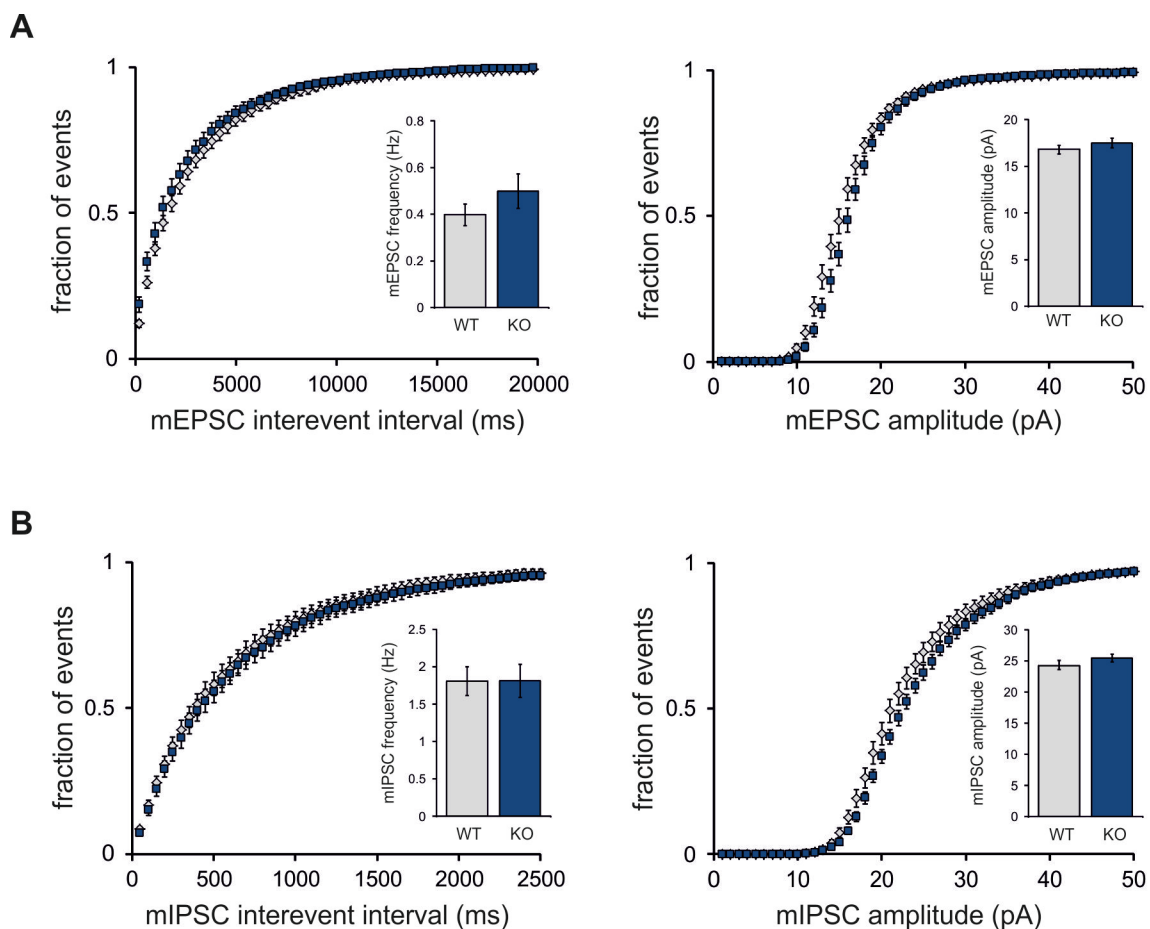 A
1
0.5
0
fraction of events
0 5000 10000 15000 20000
mEPSC interevent interval (ms)
0.8
0.6
0.4
0.2
0
mEPSC frequency (Hz)
WT KO
1
0.5
0
fraction of events
0 10 20 30 40 50
mEPSC amplitude (pA)
20
15
10
5
0
mEPSC amplitude (pA)
WT KO
B
1
0.5
0
fraction of events
0 500 1000 1500 2000 2500
mIPSC interevent interval (ms)
2.5
2
1.5
1
0.5
0
mIPSC frequency (Hz)
WT KO
1
0.5
0
fraction of events
0 10 20 30 40 50
mIPSC amplitude (pA)
30
25
20
15
10
5
0
mIPSC amplitude (pA)
WT KO